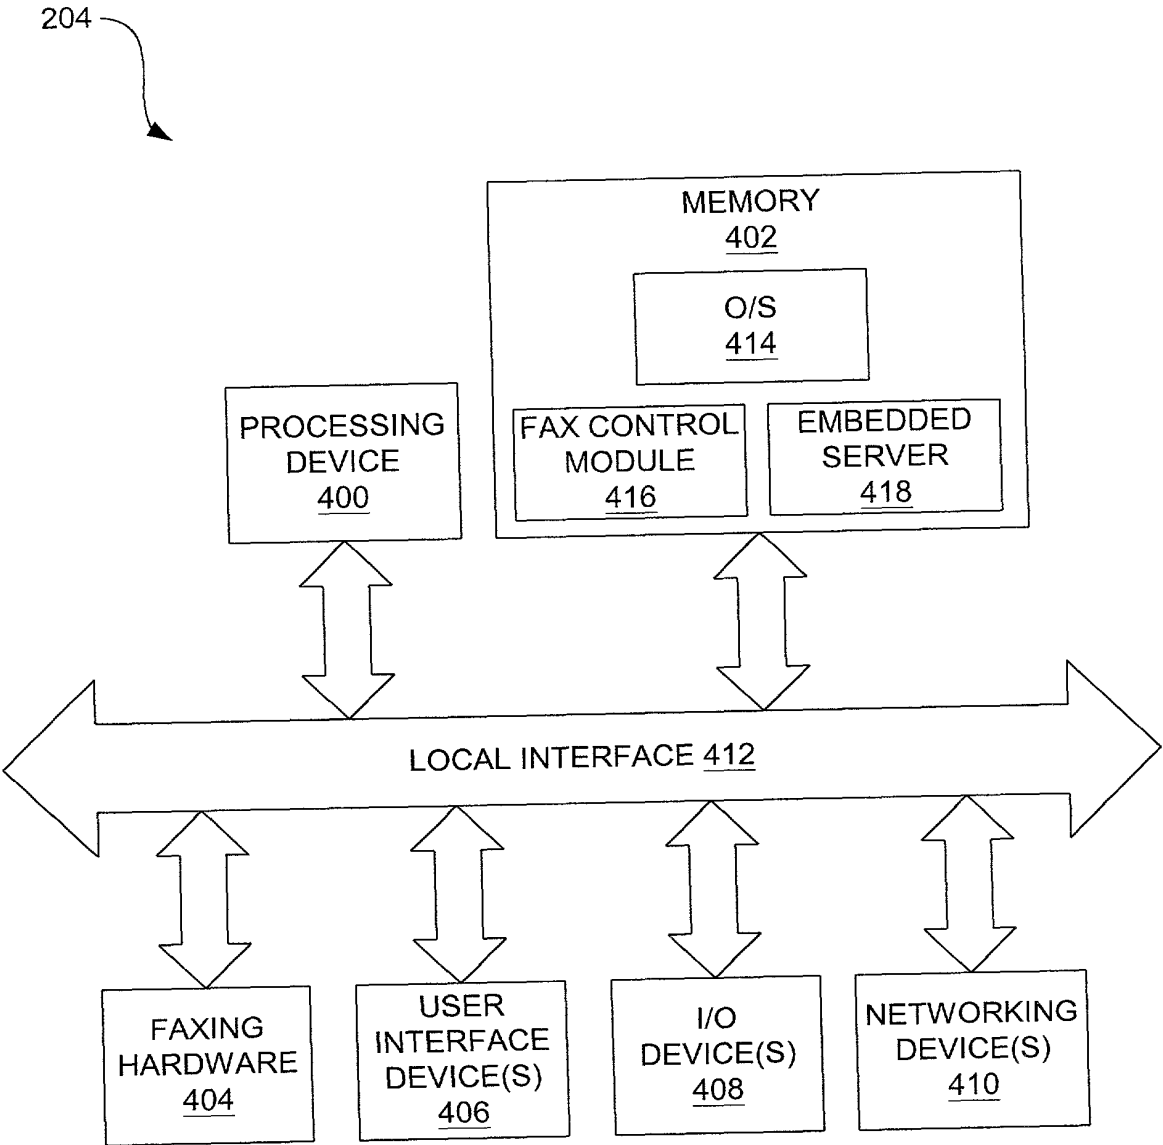 204
MEMORY
402
O/S
414
FAX CONTROL
MODULE
416
EMBEDDED
SERVER
418
PROCESSING
DEVICE
400
LOCAL INTERFACE 412
FAXING
HARDWARE
404
USER
INTERFACE
DEVICE(S)
406
I/O
DEVICE(S)
408
NETWORKING
DEVICE(S)
410